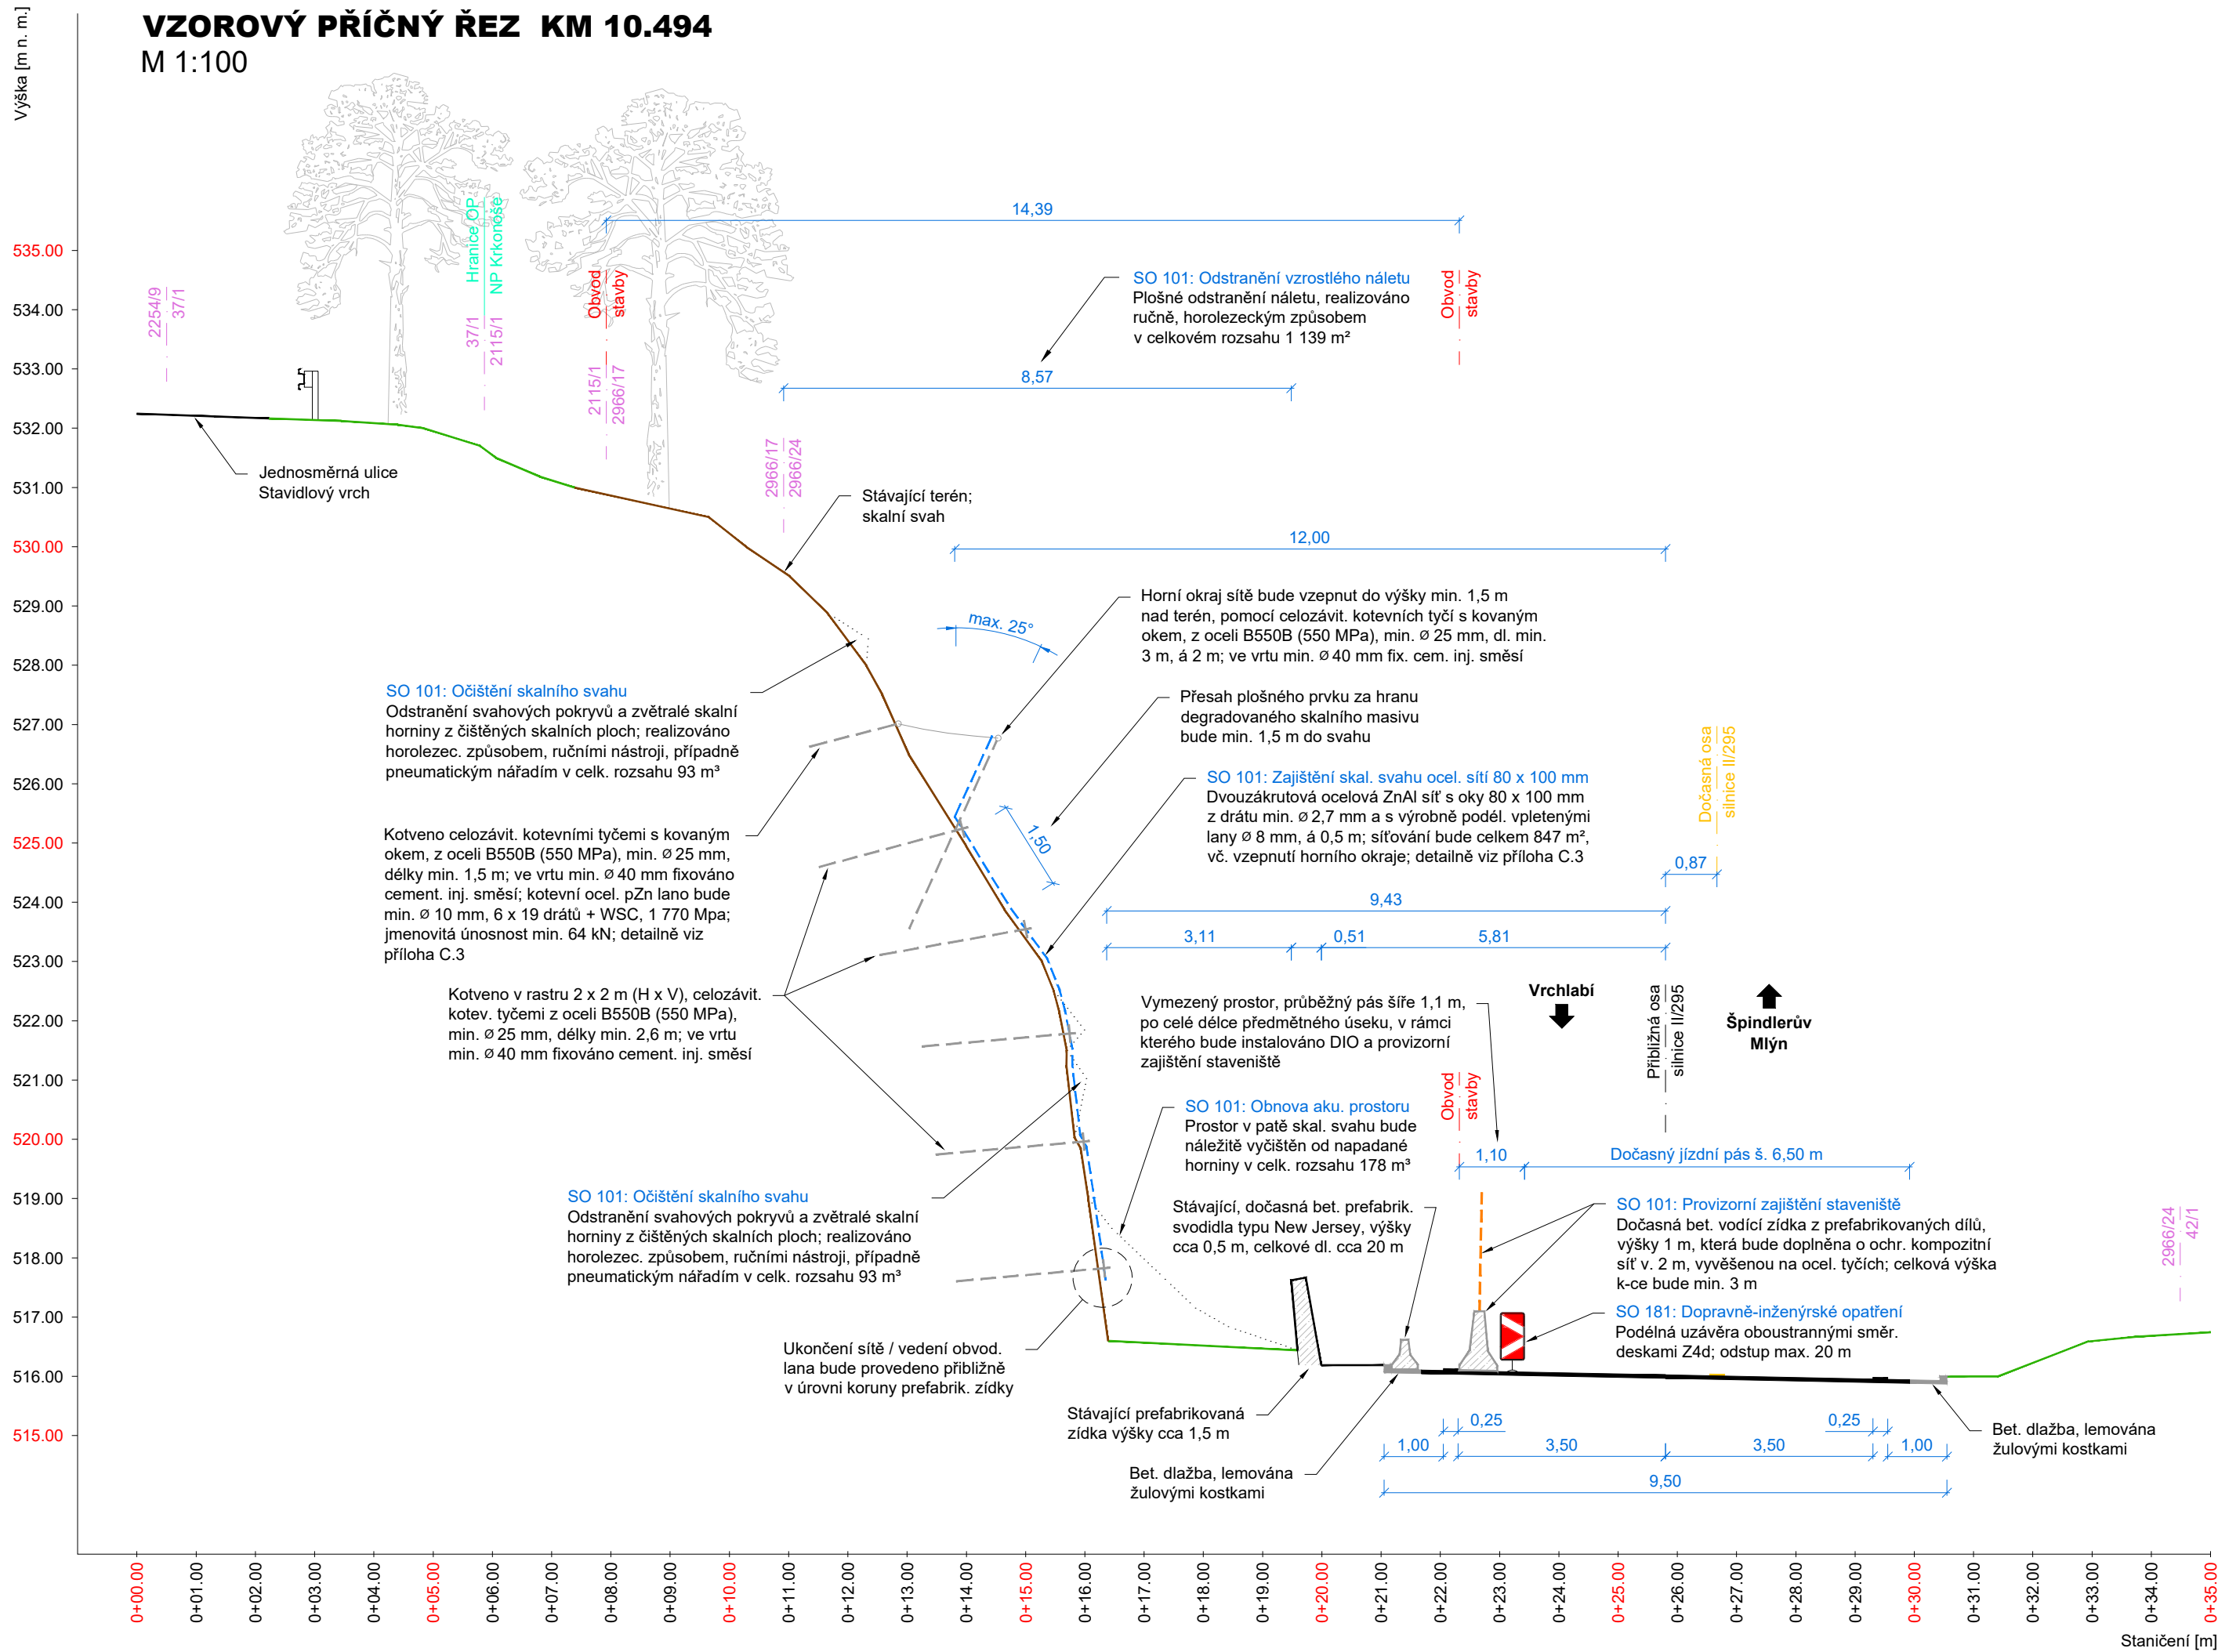 VZOROVÝ PŘÍČNÝ ŘEZ KM 10.494
M 1:100
Výška [m n. m.]
535.00
534.00
533.00
532.00
531.00
530.00
529.00
528.00
527.00
526.00
525.00
524.00
523.00
522.00
521.00
520.00
519.00
518.00
517.00
516.00
515.00
2254/9
37/1
Hranice OP
NP Krkonoše
37/1
2115/1
Obvod
stavby
2115/1
2966/17
2966/17
2966/24
14,39
Obvod
stavby
SO 101: Odstranění vzrostlého náletu
Plošné odstranění náletu, realizováno
ručně, horolezeckým způsobem
v celkovém rozsahu 1 139 m²
8,57
Jednosměrná ulice
Stavidlový vrch
Stávající terén;
skalní svah
12,00
max. 25°
Horní okraj sítě bude vzepnut do výšky min. 1,5 m
nad terén, pomocí celozávit. kotevních tyčí s kovaným
okem, z oceli B550B (550 MPa), min. ⌀ 25 mm, dl. min.
3 m, á 2 m; ve vrtu min. ⌀ 40 mm fix. cem. inj. směsí
SO 101: Očištění skalního svahu
Odstranění svahových pokryvů a zvětralé skalní
horniny z čištěných skalních ploch; realizováno
horolezec. způsobem, ručními nástroji, případně
pneumatickým nářadím v celk. rozsahu 93 m³
Přesah plošného prvku za hranu
degradovaného skalního masivu
bude min. 1,5 m do svahu
1,50
SO 101: Zajištění skal. svahu ocel. sítí 80 x 100 mm
Dvouzákrutová ocelová ZnAl síť s oky 80 x 100 mm
z drátu min. ⌀ 2,7 mm a s výrobně podél. vpletenými
lany ⌀ 8 mm, á 0,5 m; síťování bude celkem 847 m²,
vč. vzepnutí horního okraje; detailně viz příloha C.3
Dočasná osa
silnice II/295
0,87
Kotveno celozávit. kotevními tyčemi s kovaným
okem, z oceli B550B (550 MPa), min. ⌀ 25 mm,
délky min. 1,5 m; ve vrtu min. ⌀ 40 mm fixováno
cement. inj. směsí; kotevní ocel. pZn lano bude
min. ⌀ 10 mm, 6 x 19 drátů + WSC, 1 770 Mpa;
jmenovitá únosnost min. 64 kN; detailně viz
příloha C.3
9,43
3,11
0,51
5,81
Kotveno v rastru 2 x 2 m (H x V), celozávit.
kotev. tyčemi z oceli B550B (550 MPa),
min. ⌀ 25 mm, délky min. 2,6 m; ve vrtu
min. ⌀ 40 mm fixováno cement. inj. směsí
Vymezený prostor, průběžný pás šíře 1,1 m,
po celé délce předmětného úseku, v rámci
kterého bude instalováno DIO a provizorní
zajištění staveniště
Vrchlabí
Přibližná osa
silnice II/295
Špindlerův
Mlýn
Obvod
stavby
SO 101: Obnova aku. prostoru
Prostor v patě skal. svahu bude
náležitě vyčištěn od napadané
horniny v celk. rozsahu 178 m³
1,10
Dočasný jízdní pás š. 6,50 m
SO 101: Očištění skalního svahu
Odstranění svahových pokryvů a zvětralé skalní
horniny z čištěných skalních ploch; realizováno
horolezec. způsobem, ručními nástroji, případně
pneumatickým nářadím v celk. rozsahu 93 m³
Stávající, dočasná bet. prefabrik.
svodidla typu New Jersey, výšky
cca 0,5 m, celkové dl. cca 20 m
SO 101: Provizorní zajištění staveniště
Dočasná bet. vodící zídka z prefabrikovaných dílů,
výšky 1 m, která bude doplněna o ochr. kompozitní
síť v. 2 m, vyvěšenou na ocel. tyčích; celková výška
k-ce bude min. 3 m
SO 181: Dopravně-inženýrské opatření
Podélná uzávěra oboustrannými směr.
deskami Z4d; odstup max. 20 m
2966/24
42/1
Ukončení sítě / vedení obvod.
lana bude provedeno přibližně
v úrovni koruny prefabrik. zídky
Stávající prefabrikovaná
zídka výšky cca 1,5 m
Bet. dlažba, lemována
žulovými kostkami
0,25
0,25
1,00
3,50
3,50
1,00
9,50
Bet. dlažba, lemována
žulovými kostkami
0+00.00
0+01.00
0+02.00
0+03.00
0+04.00
0+05.00
0+06.00
0+07.00
0+08.00
0+09.00
0+10.00
0+11.00
0+12.00
0+13.00
0+14.00
0+15.00
0+16.00
0+17.00
0+18.00
0+19.00
0+20.00
0+21.00
0+22.00
0+23.00
0+24.00
0+25.00
0+26.00
0+27.00
0+28.00
0+29.00
0+30.00
0+31.00
0+32.00
0+33.00
0+34.00
0+35.00
Staničení [m]